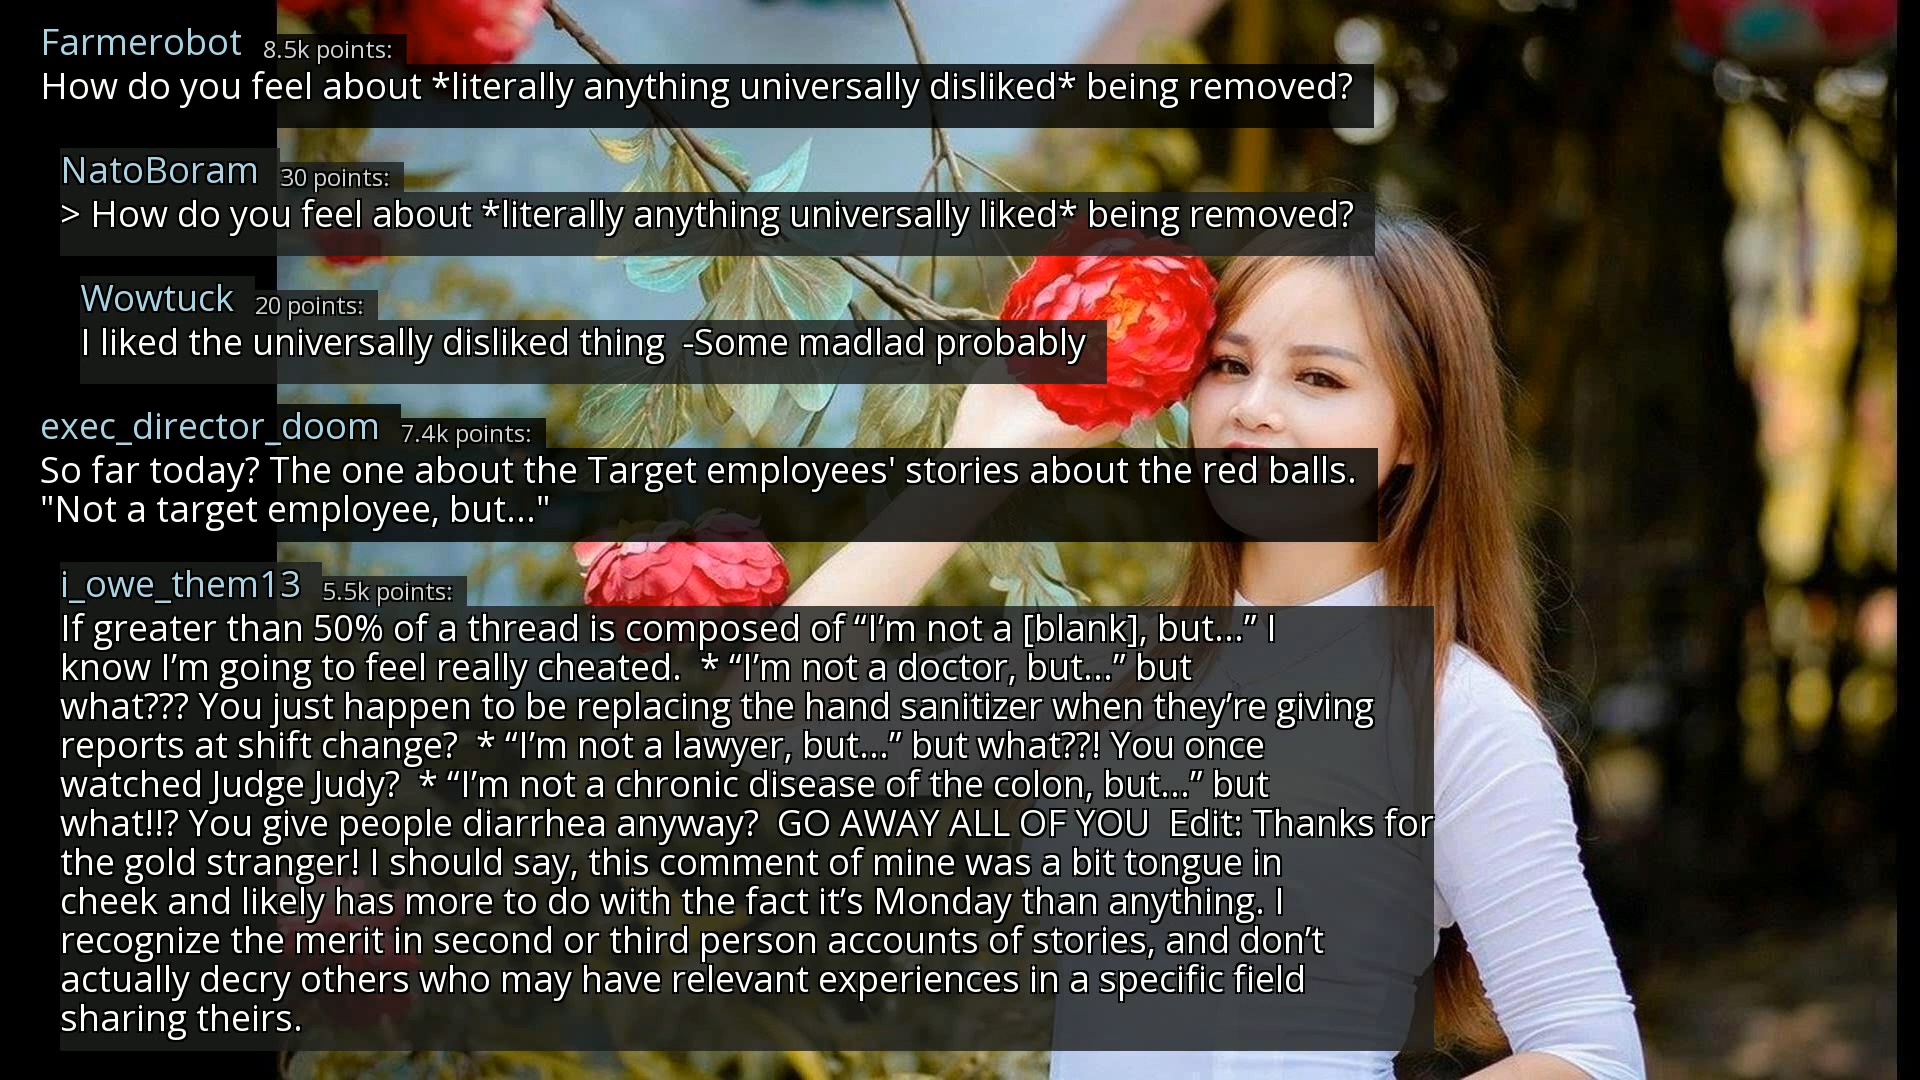 Farmerobot 8.5k points:
How do you feel about *literally anything universally disliked* being removed?
NatoBoram 30 points:
> How do you feel about *literally anything universally liked* being removed?
Wowtuck 20 points:
I liked the universally disliked thing  -Some madlad probably
exec_director_doom 7.4k points:
So far today? The one about the Target employees' stories about the red balls.
"Not a target employee, but..."
i_owe_them13 5.5k points:
If greater than 50% of a thread is composed of “I’m not a [blank], but...” I
know I’m going to feel really cheated.  * “I’m not a doctor, but...” but
what??? You just happen to be replacing the hand sanitizer when they’re giving
reports at shift change?  * “I’m not a lawyer, but...” but what??! You once
watched Judge Judy?  * “I’m not a chronic disease of the colon, but...” but
what!!? You give people diarrhea anyway?  GO AWAY ALL OF YOU  Edit: Thanks for
the gold stranger! I should say, this comment of mine was a bit tongue in
cheek and likely has more to do with the fact it’s Monday than anything. I
recognize the merit in second or third person accounts of stories, and don’t
actually decry others who may have relevant experiences in a specific field
sharing theirs.